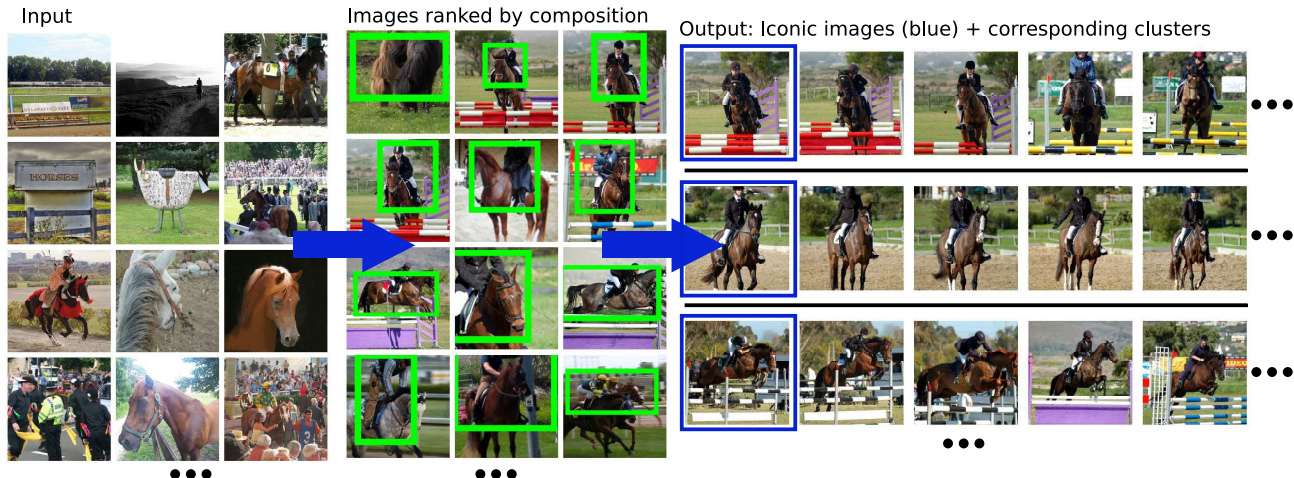 Input
Images ranked by composition
Output: Iconic images (blue) + corresponding clusters
HORSES